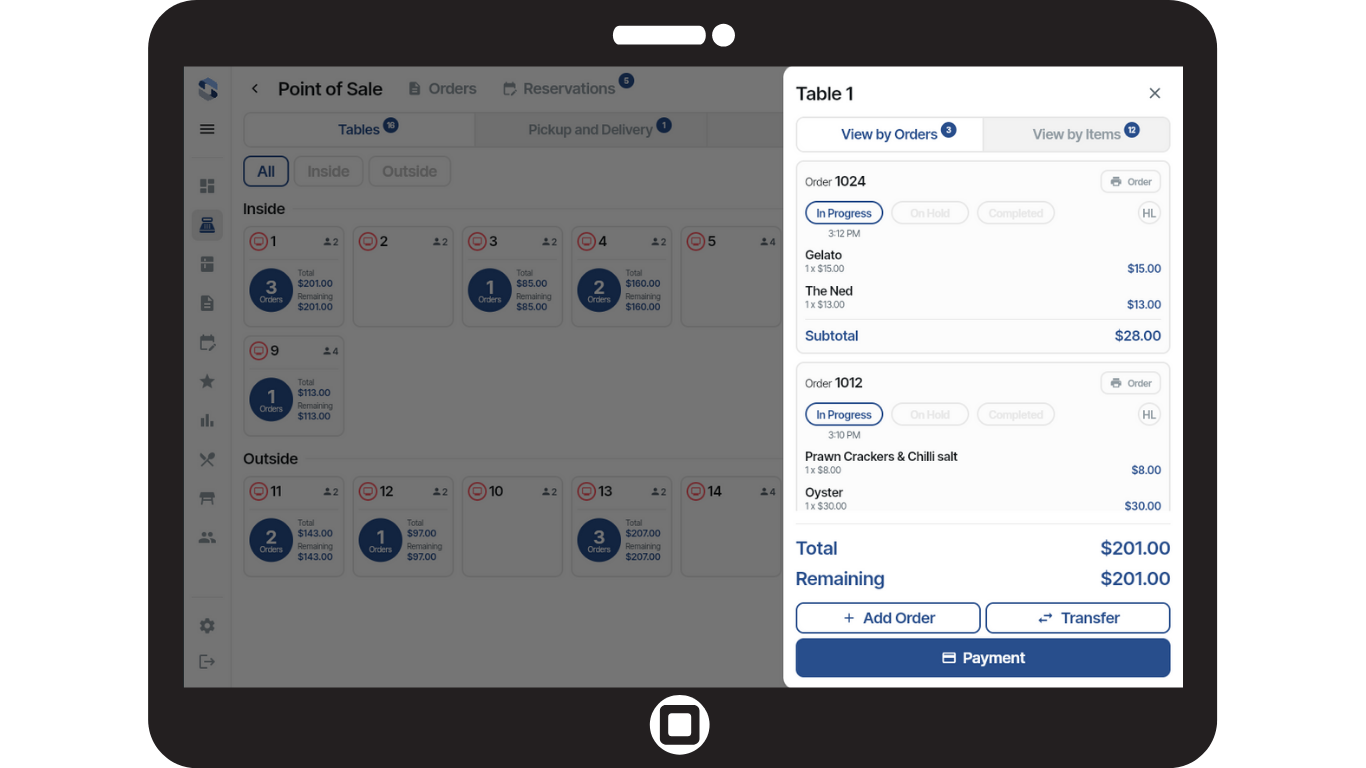 Point of Sale
Orders
Reservations 5
Tables 16
Pickup and Delivery 1
All
Inside
Outside
Inside
1 2
3 Orders
Total
$201.00
Remaining
$201.00
2 2
3 2
1 Orders
Total
$85.00
Remaining
$85.00
4 2
2 Orders
Total
$160.00
Remaining
$160.00
5 4
9 4
1 Orders
Total
$113.00
Remaining
$113.00
Outside
11 2
2 Orders
Total
$143.00
Remaining
$143.00
12 2
1 Orders
Total
$97.00
Remaining
$97.00
10 2
13 2
3 Orders
Total
$207.00
Remaining
$207.00
14 4
Table 1
View by Orders 3
View by Items 12
Order 1024
Order
In Progress On Hold Completed HL
3:12 PM
Gelato
1 x $15.00 $15.00
The Ned
1 x $13.00 $13.00
Subtotal $28.00
Order 1012
Order
In Progress On Hold Completed HL
3:10 PM
Prawn Crackers & Chilli salt
1 x $8.00 $8.00
Oyster
1 x $30.00 $30.00
Total $201.00
Remaining $201.00
+ Add Order
Transfer
Payment